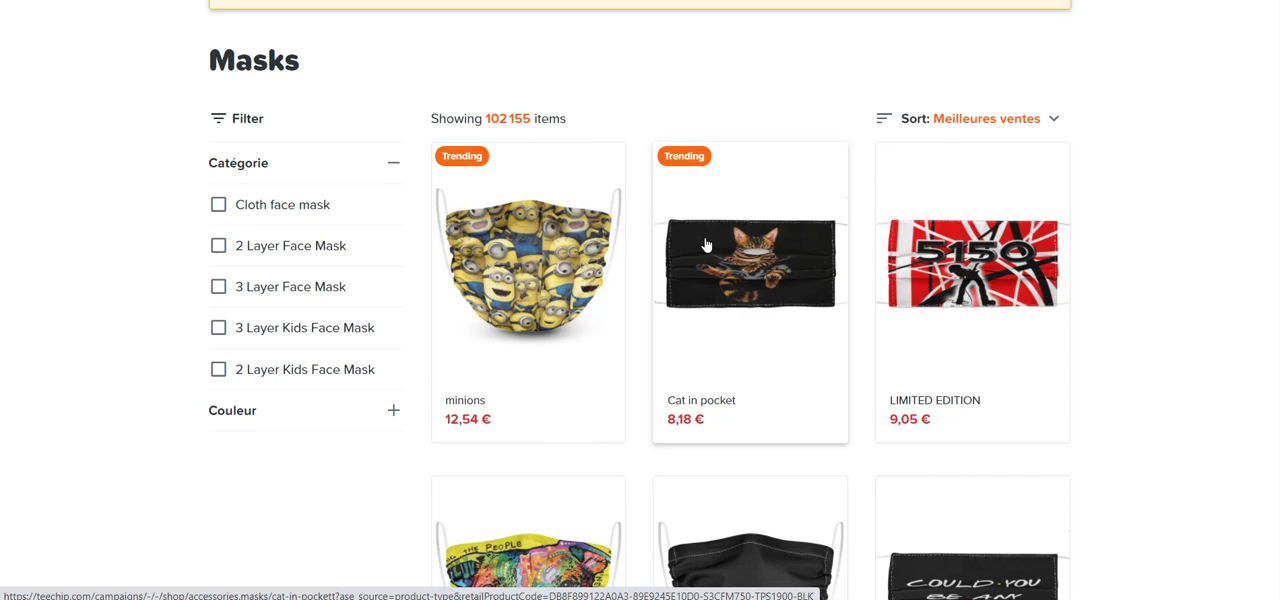 Masks
Filter
Showing 102 155 items
Sort: Meilleures ventes
Catégorie
Cloth face mask
2 Layer Face Mask
3 Layer Face Mask
3 Layer Kids Face Mask
2 Layer Kids Face Mask
Couleur
Trending
minions
12,54 €
Trending
Cat in pocket
8,18 €
5150
LIMITED EDITION
9,05 €
THE PEOPLE
COULD YOU
BE ANY
https://teechip.com/campaigns/-/-/shop/accessories.masks/cat-in-pockett?ase_source=product-type&retailProductCode=DB8F899122A0A3-89E9245E10D0-S3CFM750-TPS1900-BLK